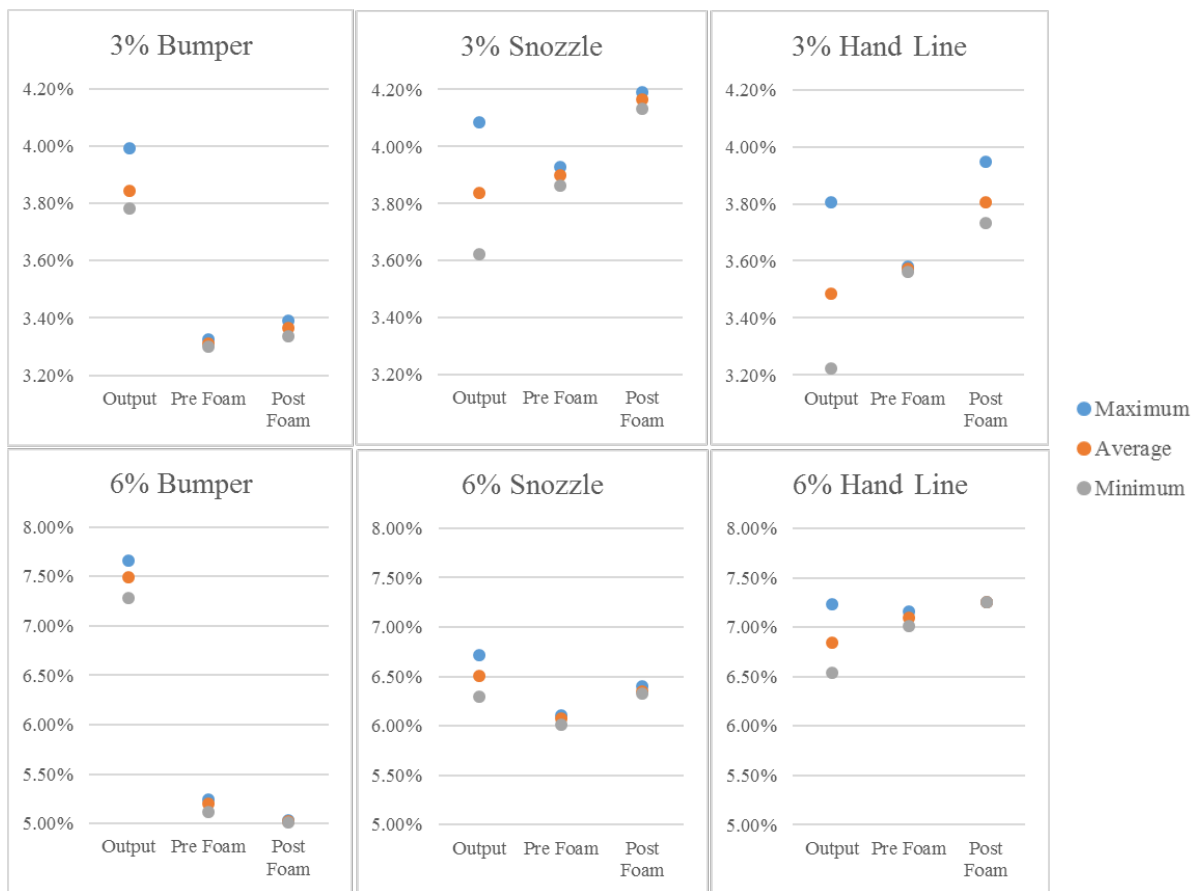 3% Bumper
4.20%
4.00%
3.80%
3.60%
3.40%
3.20%
Output Pre Foam Post
Foam
3% Snozzle
4.20%
4.00%
3.80%
3.60%
3.40%
3.20%
Output Pre Foam Post
Foam
3% Hand Line
4.20%
4.00%
3.80%
3.60%
3.40%
3.20%
Output Pre Foam Post
Foam
Maximum
Average
Minimum
6% Bumper
8.00%
7.50%
7.00%
6.50%
6.00%
5.50%
5.00%
Output Pre Foam Post
Foam
6% Snozzle
8.00%
7.50%
7.00%
6.50%
6.00%
5.50%
5.00%
Output Pre Foam Post
Foam
6% Hand Line
8.00%
7.50%
7.00%
6.50%
6.00%
5.50%
5.00%
Output Pre Foam Post
Foam